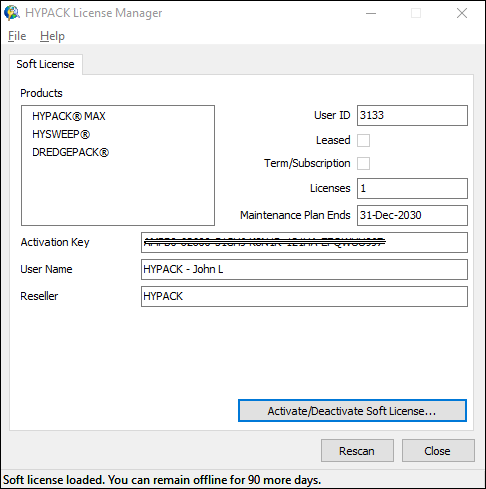 HYPACK License Manager
File Help
Soft License
Products
HYPACK® MAX
HYSWEEP®
DREDGEPACK®
User ID 3133
Leased
Term/Subscription
Licenses 1
Maintenance Plan Ends 31-Dec-2030
Activation Key
User Name HYPACK - John L
Reseller HYPACK
Activate/Deactivate Soft License...
Rescan Close
Soft license loaded. You can remain offline for 90 more days.